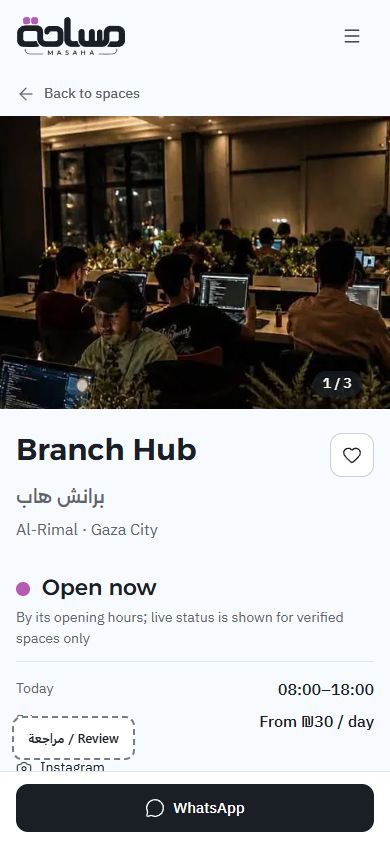 مساحة
MASAHA
Back to spaces
1 / 3
Branch Hub
برانش هاب
Al-Rimal · Gaza City
Open now
By its opening hours; live status is shown for verified
spaces only
Today
08:00–18:00
From ₪30 / day
مراجعة / Review
Instagram
WhatsApp